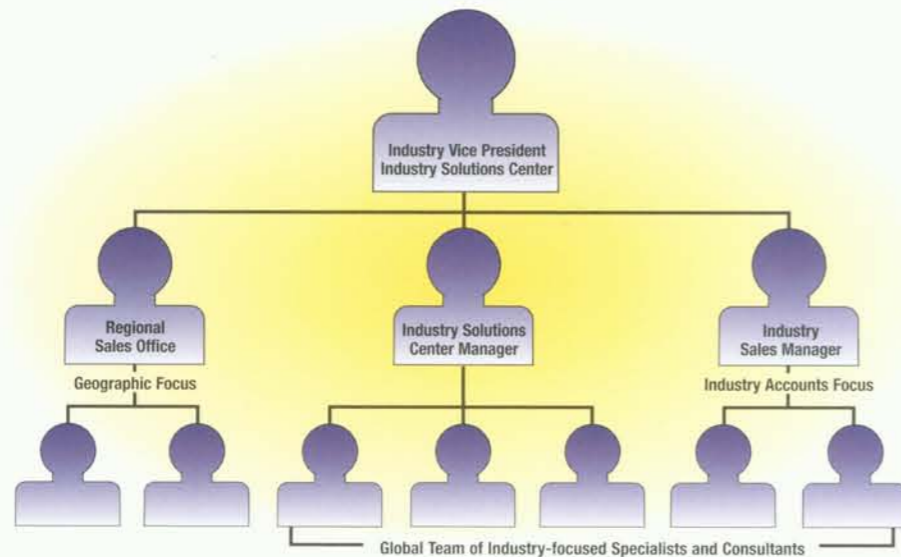 Industry Vice President
Industry Solutions Center
Regional
Sales Office
Industry Solutions
Center Manager
Industry
Sales Manager
Geographic Focus
Industry Accounts Focus
Global Team of Industry-focused Specialists and Consultants